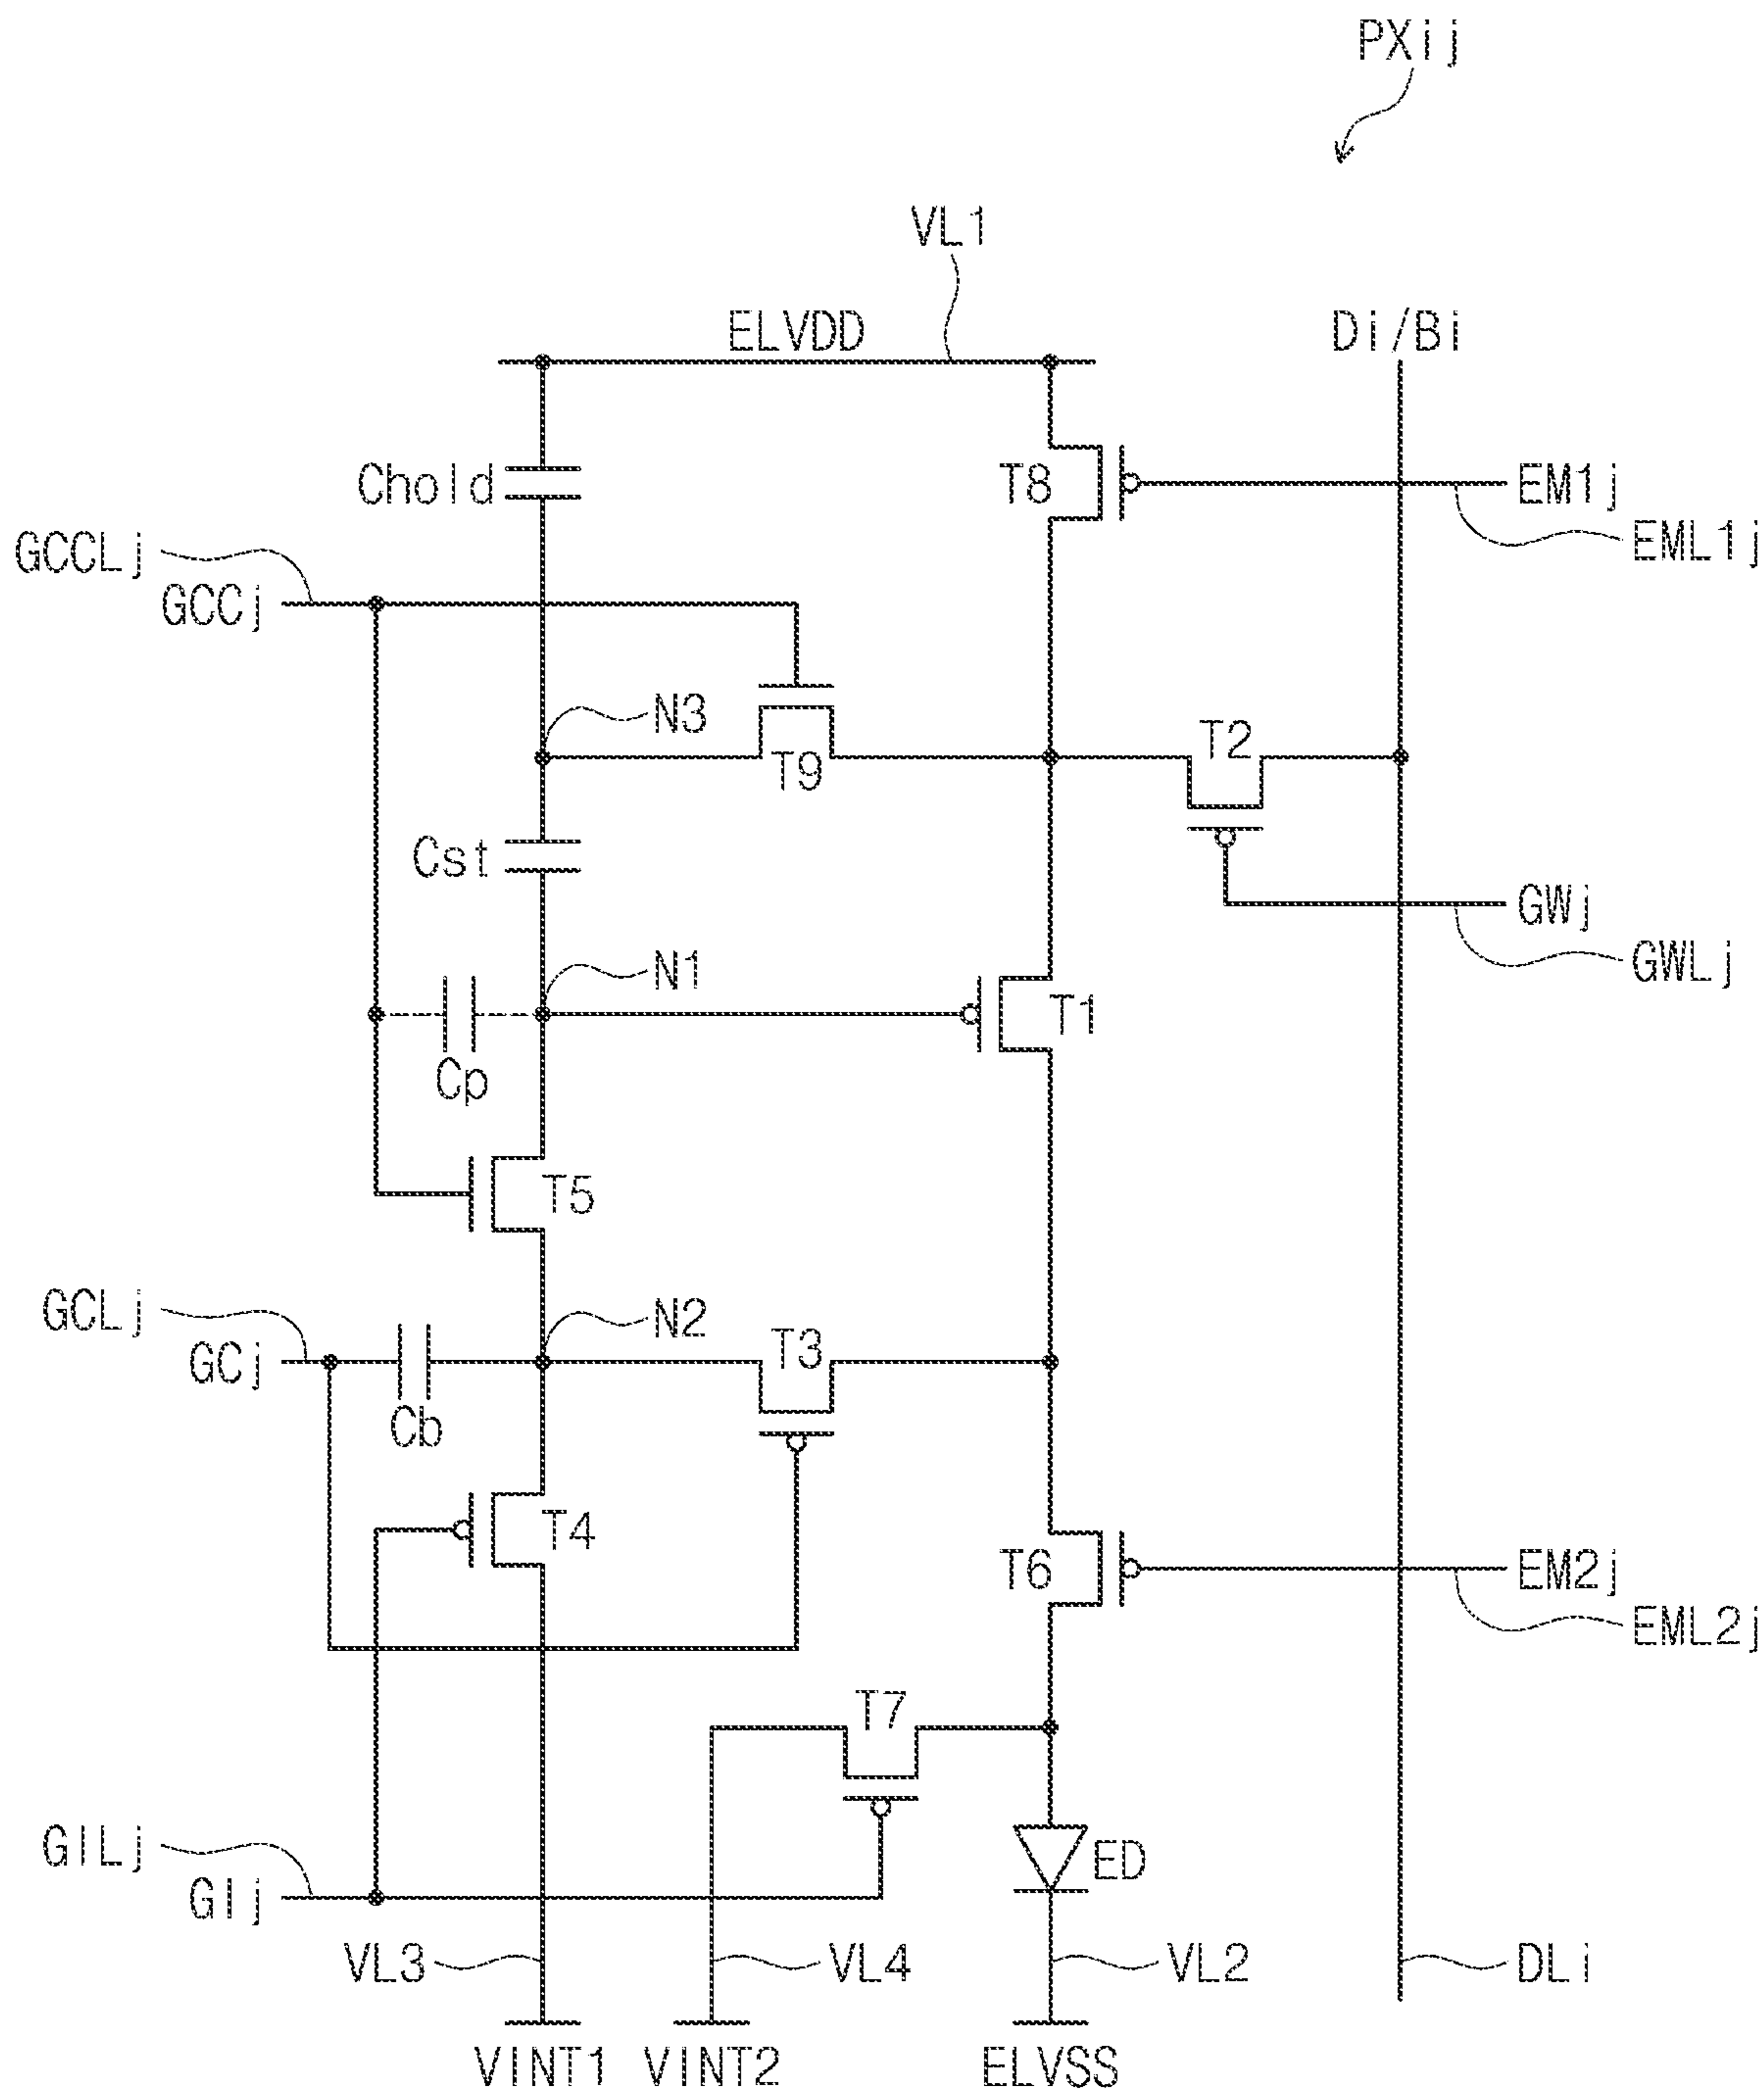 PXij
VL1
ELVDD
Di/Bi
Chold
T8
EM1j
EML1j
GCCLj
GCCj
N3
T9
T2
Cst
GWj
GWLj
N1
T1
Cp
T5
GCLj
GCj
N2
T3
Cb
T4
T6
EM2j
EML2j
T7
GILj
GIj
ED
VL3
VL4
VL2
DLi
VINT1
VINT2
ELVSS